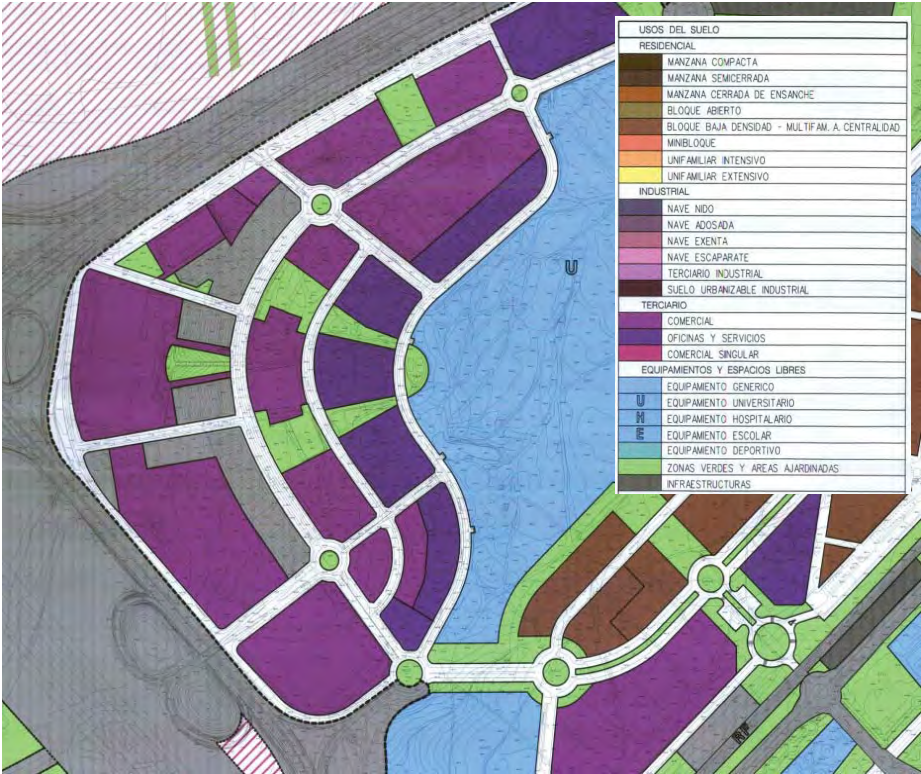 USOS DEL SUELO
RESIDENCIAL
MANZANA COMPACTA
MANZANA SEMICERRADA
MANZANA CERRADA DE ENSANCHE
BLOQUE ABIERTO
BLOQUE BAJA DENSIDAD - MULTIFAM. A. CENTRALIDAD
MINIBLOQUE
UNIFAMILIAR INTENSIVO
UNIFAMILIAR EXTENSIVO
INDUSTRIAL
NAVE NIDO
NAVE ADOSADA
NAVE EXENTA
NAVE ESCAPARATE
TERCIARIO INDUSTRIAL
SUELO URBANIZABLE INDUSTRIAL
TERCIARIO
COMERCIAL
OFICINAS Y SERVICIOS
COMERCIAL SINGULAR
EQUIPAMIENTOS Y ESPACIOS LIBRES
EQUIPAMIENTO GENERICO
U EQUIPAMIENTO UNIVERSITARIO
H EQUIPAMIENTO HOSPITALARIO
E EQUIPAMIENTO ESCOLAR
EQUIPAMIENTO DEPORTIVO
ZONAS VERDES Y AREAS AJARDINADAS
INFRAESTRUCTURAS
U
RF